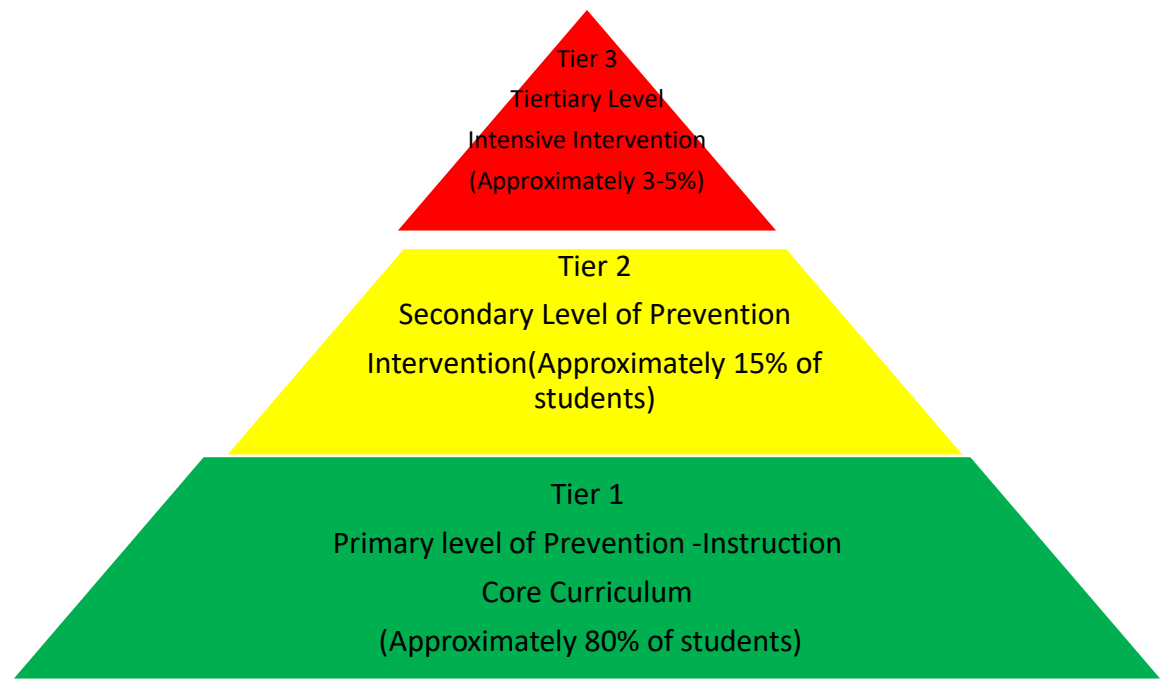 Tier 3
Tiertiary Level
Intensive Intervention
(Approximately 3-5%)
Tier 2
Secondary Level of Prevention
Intervention(Approximately 15% of
students)
Tier 1
Primary level of Prevention -Instruction
Core Curriculum
(Approximately 80% of students)